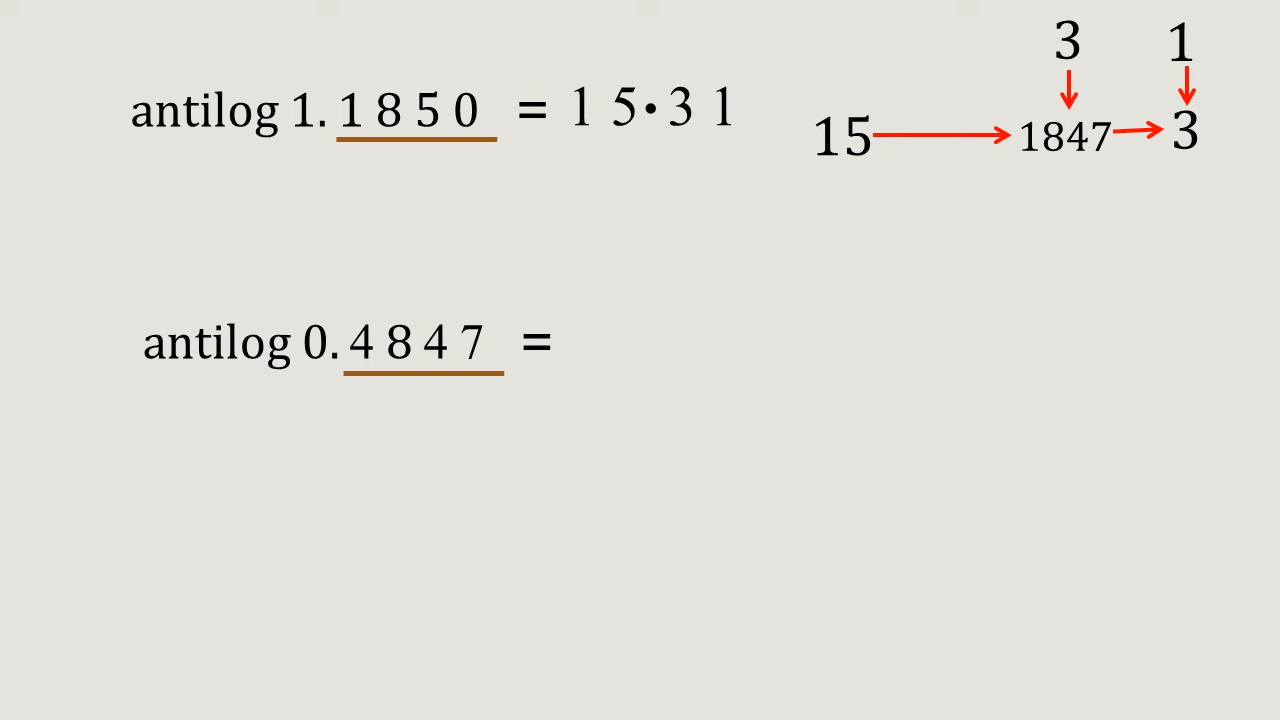 3 1
antilog 1. 1 8 5 0 = 1 5·3 1
15 1847 3
antilog 0. 4 8 4 7 =